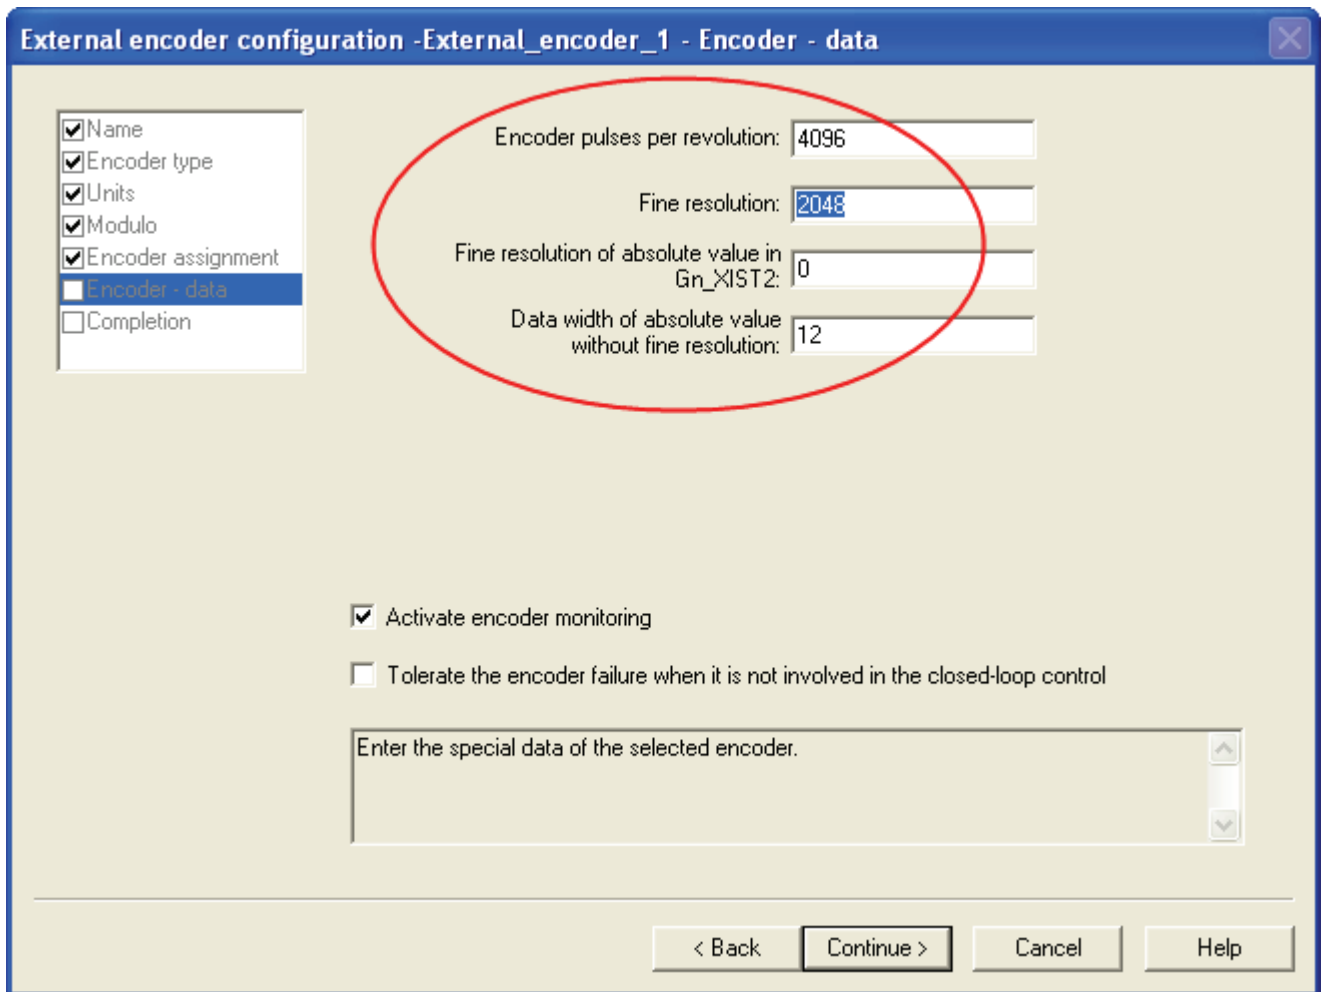 External encoder configuration -External_encoder_1 - Encoder - data
Name
Encoder type
Units
Modulo
Encoder assignment
Encoder - data
Completion
Encoder pulses per revolution: 4096
Fine resolution: 2048
Fine resolution of absolute value in
Gn_XIST2: 0
Data width of absolute value
without fine resolution: 12
Activate encoder monitoring
Tolerate the encoder failure when it is not involved in the closed-loop control
Enter the special data of the selected encoder.
< Back Continue > Cancel Help